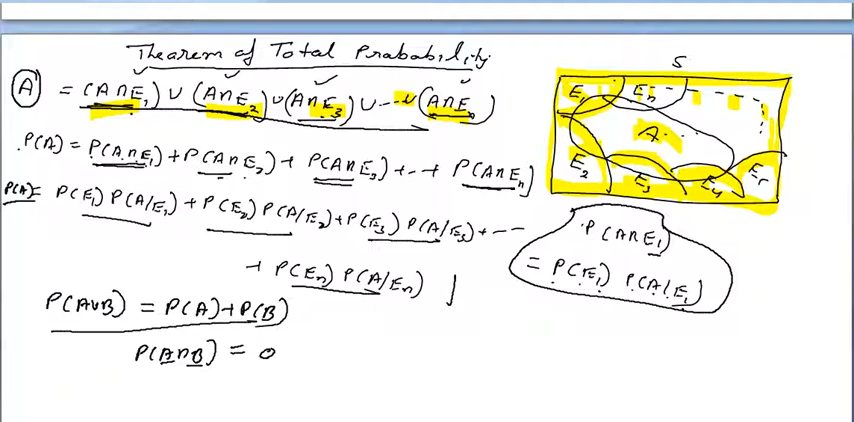 Theorem of Total Probability
A = (A∩E₁) ∪ (A∩E₂) ∪ (A∩E₃) ∪ -- ∪ (A∩Eₙ)
P(A) = P(A∩E₁) + P(A∩E₂) + P(A∩E₃) + -- + P(A∩Eₙ)
P(A) = P(E₁) P(A/E₁) + P(E₂) P(A/E₂) + P(E₃) P(A/E₃) + --
+ P(Eₙ) P(A/Eₙ)
P(A∪B) = P(A) + P(B)
P(A∩B) = 0
S
E₁ Eₙ
A
E₂ E₃ E₄ E₅
P(A∩E₁)
= P(E₁) P(A/E₁)